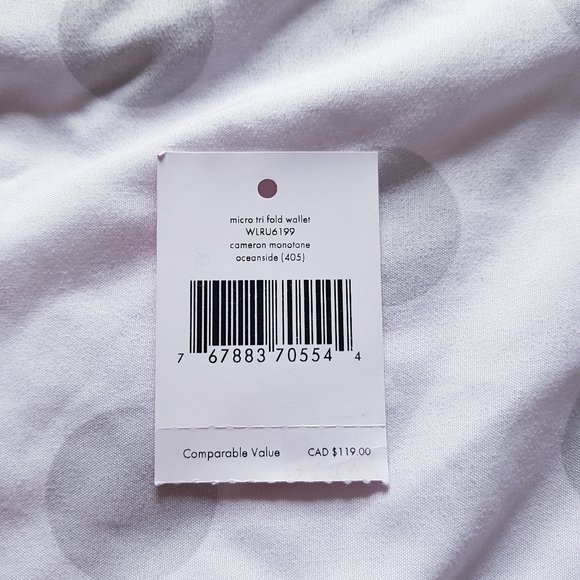 micro tri fold wallet
WLRU6199
cameron monotone
oceanside (405)
7 67883 70554 4
Comparable Value CAD $119.00